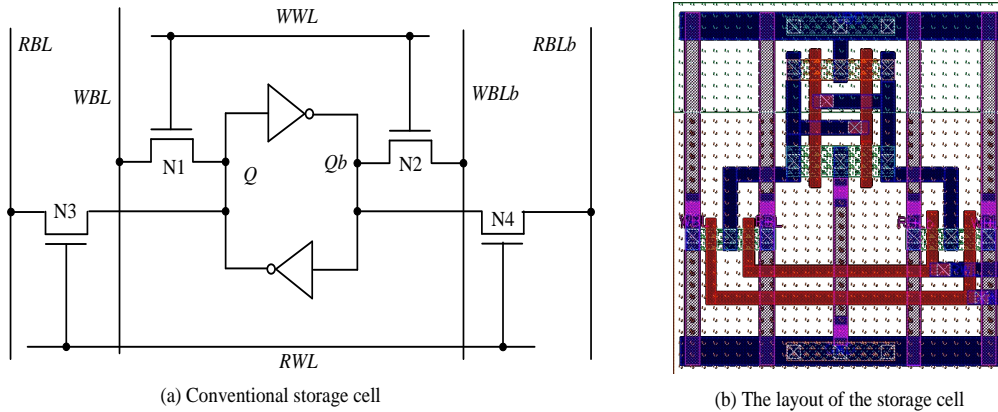 WWL
RBL
RBLb
WBL
WBLb
N1
Q
Qb
N2
N3
N4
RWL
(a) Conventional storage cell
(b) The layout of the storage cell